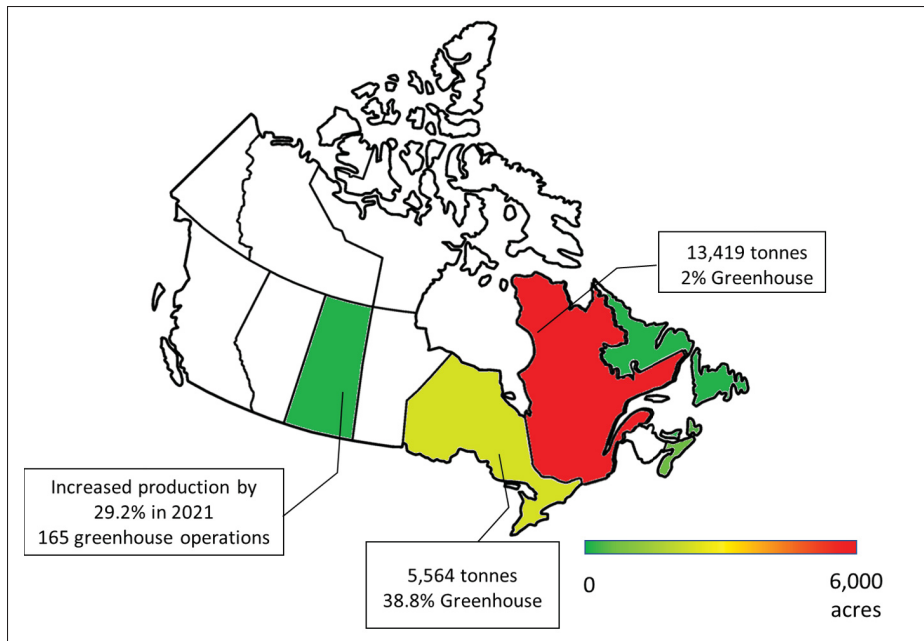 13,419 tonnes
2% Greenhouse
Increased production by
29.2% in 2021
165 greenhouse operations
5,564 tonnes
38.8% Greenhouse
0
6,000
acres